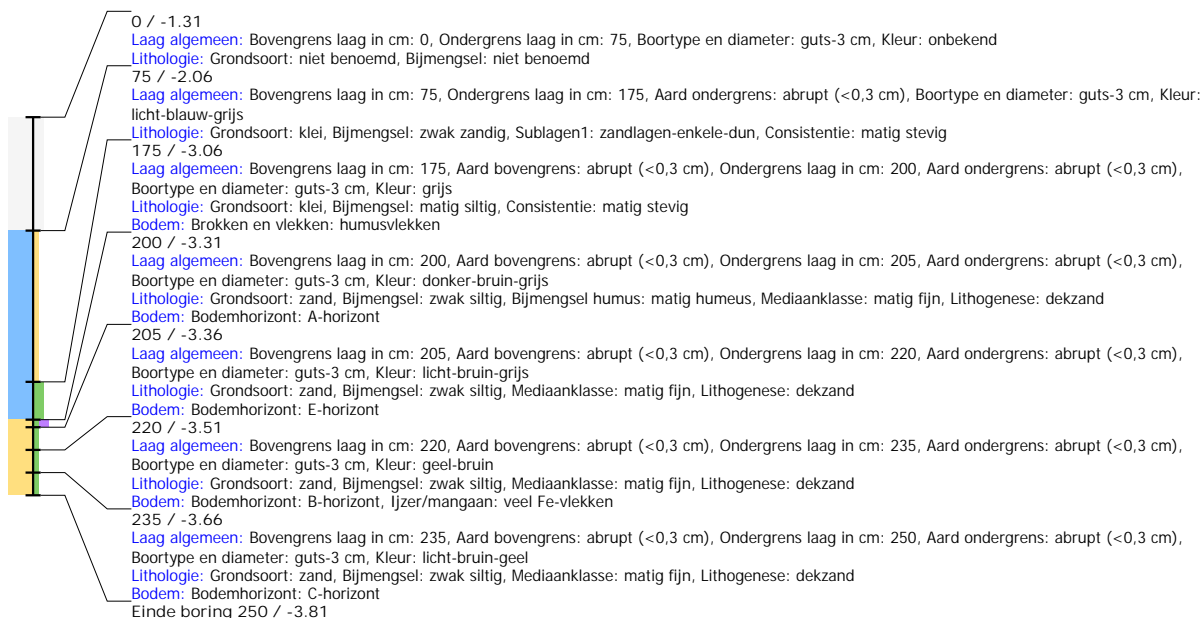 0 / -1.31
Laag algemeen: Bovengrens laag in cm: 0, Ondergrens laag in cm: 75, Boortype en diameter: guts-3 cm, Kleur: onbekend
Lithologie: Grondsoort: niet benoemd, Bijmengsel: niet benoemd
75 / -2.06
Laag algemeen: Bovengrens laag in cm: 75, Ondergrens laag in cm: 175, Aard ondergrens: abrupt (<0,3 cm), Boortype en diameter: guts-3 cm, Kleur:
licht-blauw-grijs
Lithologie: Grondsoort: klei, Bijmengsel: zwak zandig, Sublagen1: zandlagen-enkele-dun, Consistentie: matig stevig
175 / -3.06
Laag algemeen: Bovengrens laag in cm: 175, Aard bovengrens: abrupt (<0,3 cm), Ondergrens laag in cm: 200, Aard ondergrens: abrupt (<0,3 cm),
Boortype en diameter: guts-3 cm, Kleur: grijs
Lithologie: Grondsoort: klei, Bijmengsel: matig siltig, Consistentie: matig stevig
Bodem: Brokken en vlekken: humusvlekken
200 / -3.31
Laag algemeen: Bovengrens laag in cm: 200, Aard bovengrens: abrupt (<0,3 cm), Ondergrens laag in cm: 205, Aard ondergrens: abrupt (<0,3 cm),
Boortype en diameter: guts-3 cm, Kleur: donker-bruin-grijs
Lithologie: Grondsoort: zand, Bijmengsel: zwak siltig, Bijmengsel humus: matig humeus, Mediaanklasse: matig fijn, Lithogenese: dekzand
Bodem: Bodemhorizont: A-horizont
205 / -3.36
Laag algemeen: Bovengrens laag in cm: 205, Aard bovengrens: abrupt (<0,3 cm), Ondergrens laag in cm: 220, Aard ondergrens: abrupt (<0,3 cm),
Boortype en diameter: guts-3 cm, Kleur: licht-bruin-grijs
Lithologie: Grondsoort: zand, Bijmengsel: zwak siltig, Mediaanklasse: matig fijn, Lithogenese: dekzand
Bodem: Bodemhorizont: E-horizont
220 / -3.51
Laag algemeen: Bovengrens laag in cm: 220, Aard bovengrens: abrupt (<0,3 cm), Ondergrens laag in cm: 235, Aard ondergrens: abrupt (<0,3 cm),
Boortype en diameter: guts-3 cm, Kleur: geel-bruin
Lithologie: Grondsoort: zand, Bijmengsel: zwak siltig, Mediaanklasse: matig fijn, Lithogenese: dekzand
Bodem: Bodemhorizont: B-horizont, Ijzer/mangaan: veel Fe-vlekken
235 / -3.66
Laag algemeen: Bovengrens laag in cm: 235, Aard bovengrens: abrupt (<0,3 cm), Ondergrens laag in cm: 250, Aard ondergrens: abrupt (<0,3 cm),
Boortype en diameter: guts-3 cm, Kleur: licht-bruin-geel
Lithologie: Grondsoort: zand, Bijmengsel: zwak siltig, Mediaanklasse: matig fijn, Lithogenese: dekzand
Bodem: Bodemhorizont: C-horizont
Einde boring 250 / -3.81